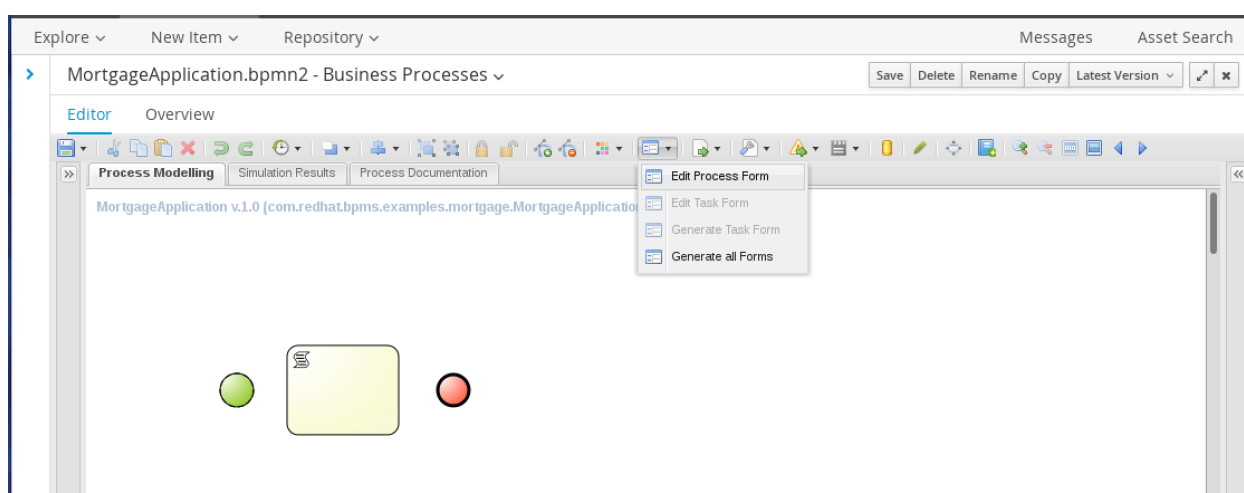 Explore New Item Repository Messages Asset Search
MortgageApplication.bpmn2 - Business Processes Save Delete Rename Copy Latest Version
Editor Overview
Process Modelling Simulation Results Process Documentation
Edit Process Form
MortgageApplication v.1.0 (com.redhat.bpms.examples.mortgage.MortgageApplicatio
Edit Task Form
Generate Task Form
Generate all Forms